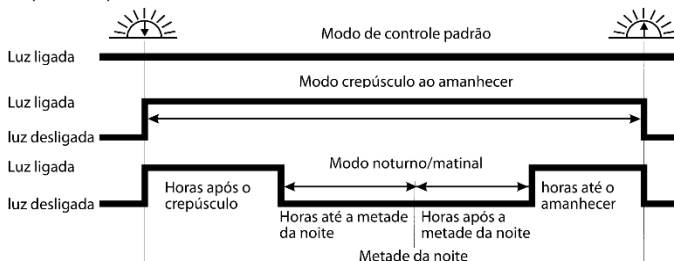 Modo de controle padrão
Luz ligada
Modo crepúsculo ao amanhecer
Luz ligada
luz desligada
Luz ligada
Modo noturno/matinal
Horas após o
crepúsculo
horas até o
amanhecer
luz desligada
Horas até a metade
da noite
Horas após a
metade da noite
Metade da noite